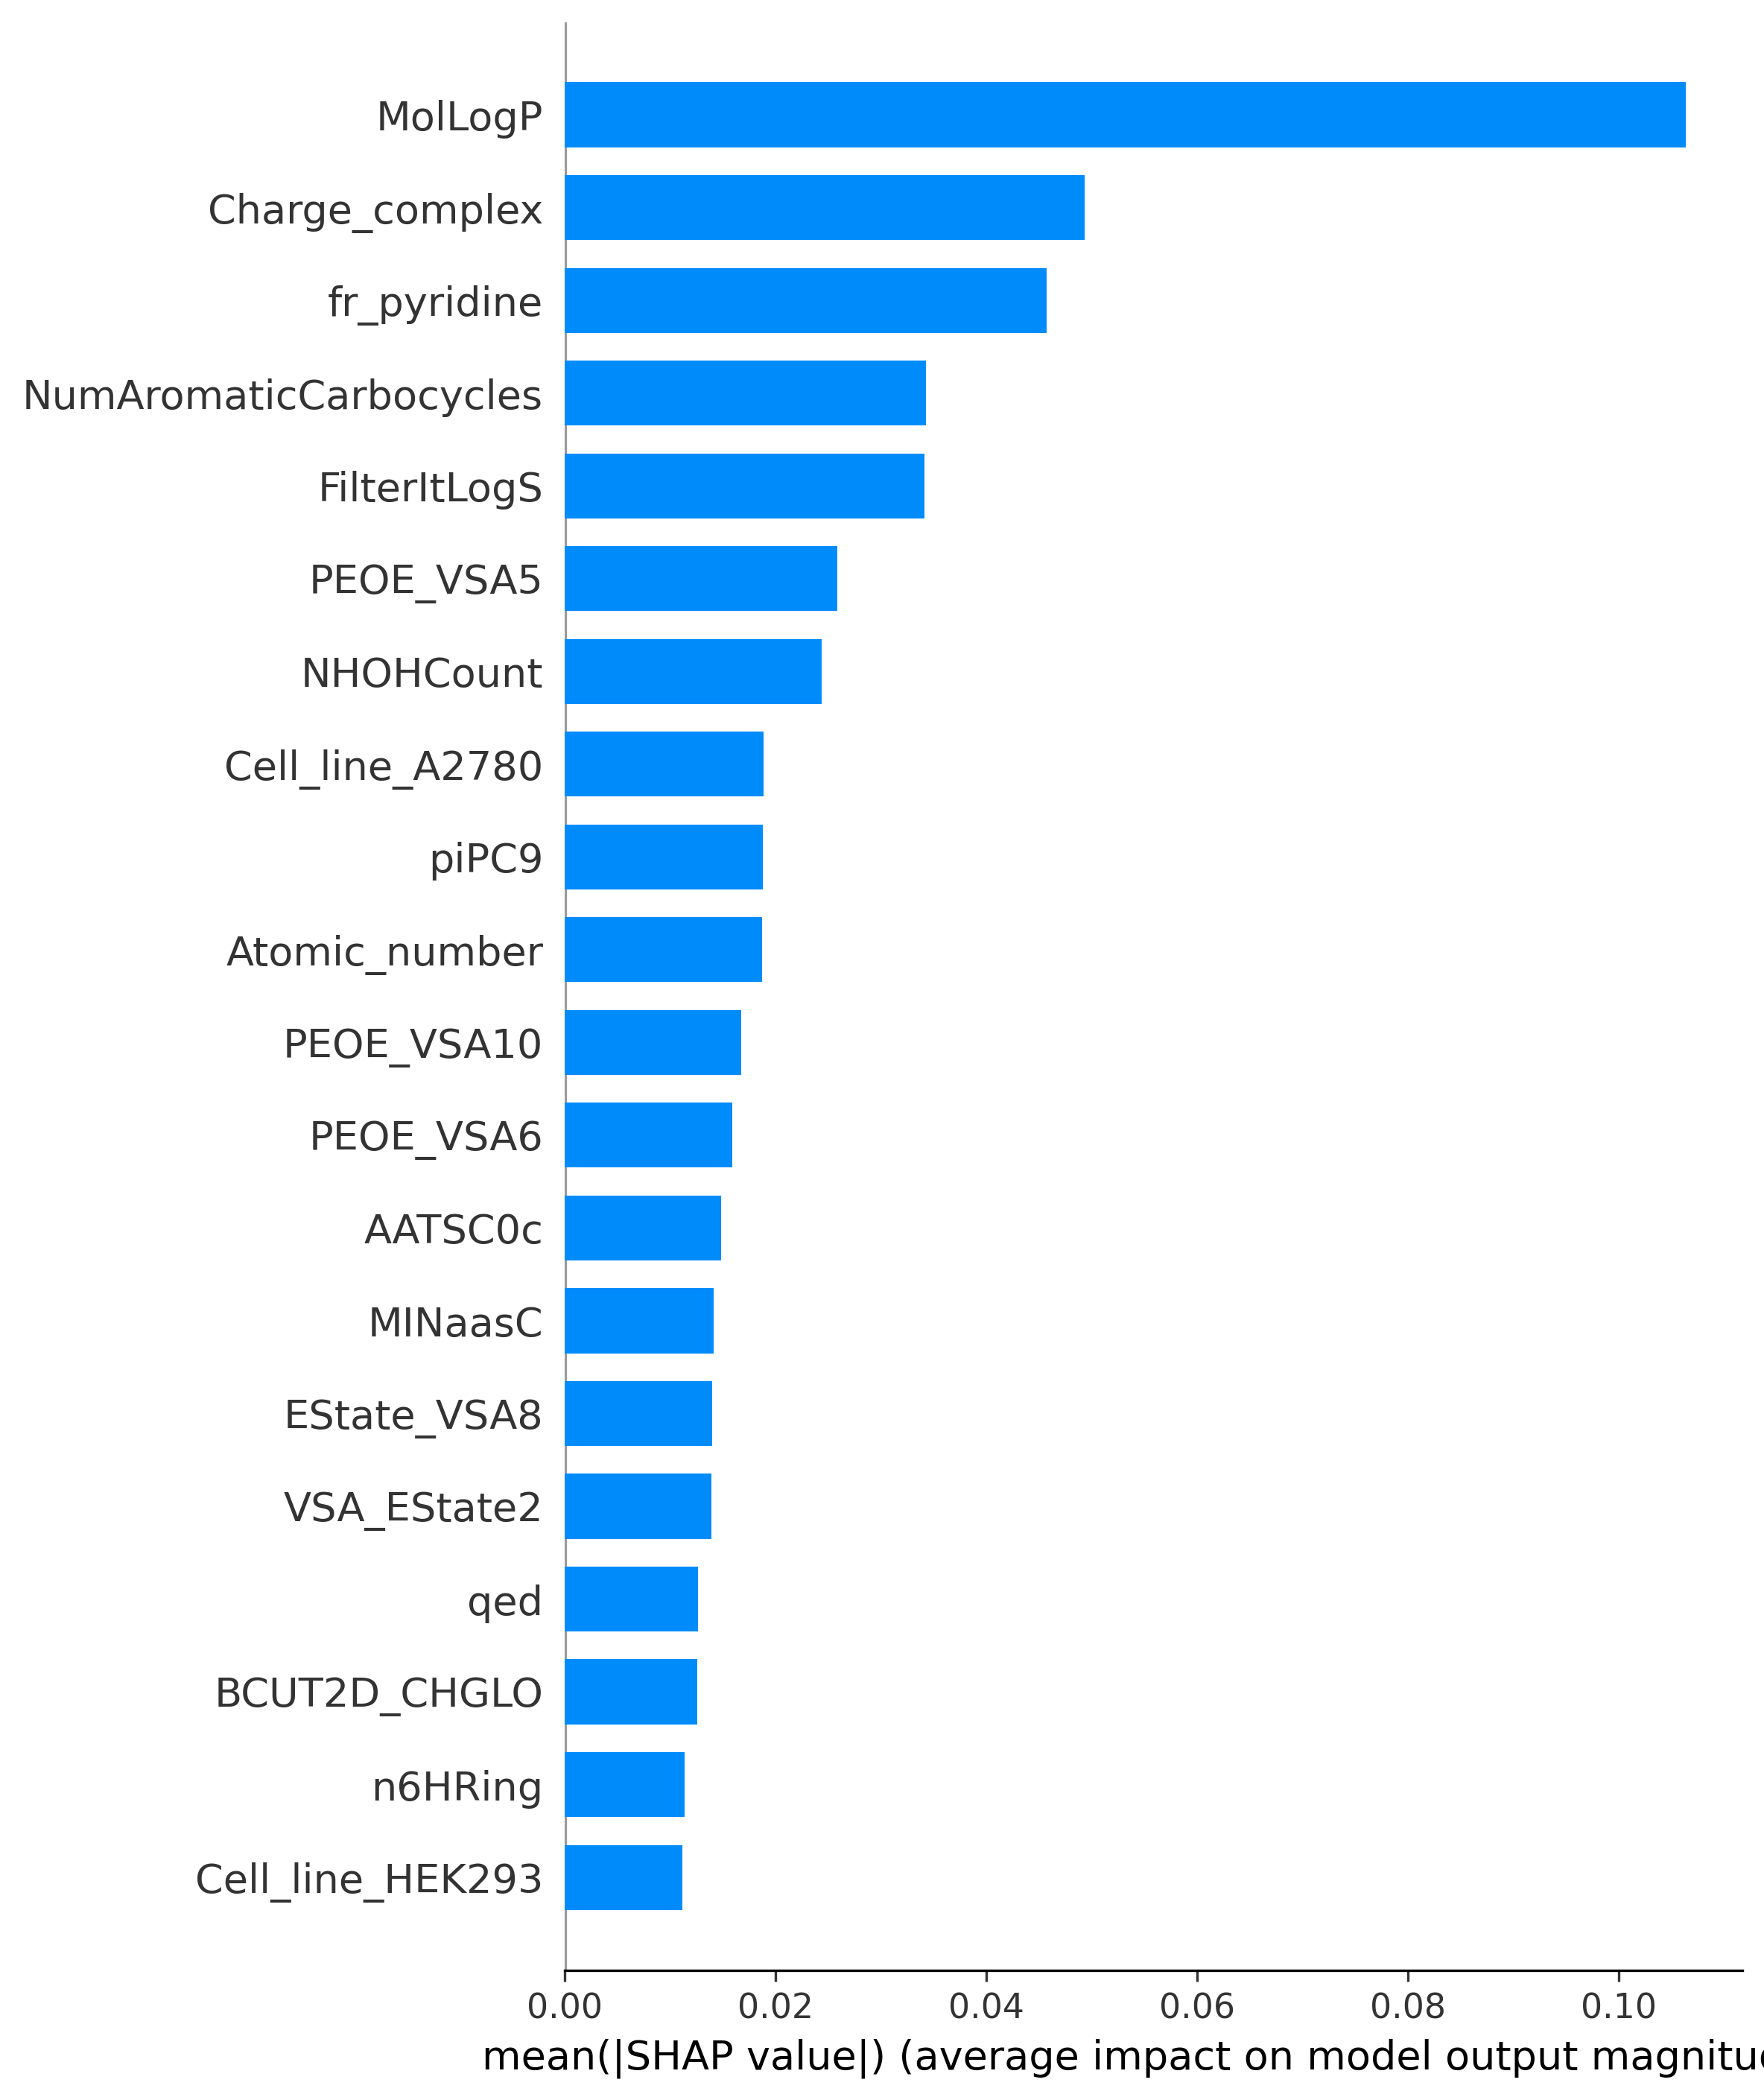 MolLogP
Charge_complex
fr_pyridine
NumAromaticCarbocycles
FilterItLogS
PEOE_VSA5
NHOHCount
Cell_line_A2780
piPC9
Atomic_number
PEOE_VSA10
PEOE_VSA6
AATSC0c
MINaasC
EState_VSA8
VSA_EState2
qed
BCUT2D_CHGLO
n6HRing
Cell_line_HEK293
0.00 0.02 0.04 0.06 0.08 0.10
mean(|SHAP value|) (average impact on model output